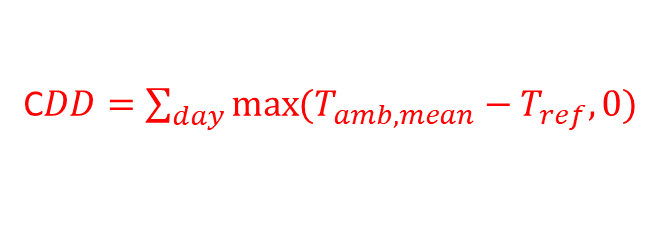 CDD = ∑_day max(T_amb,mean − T_ref, 0)